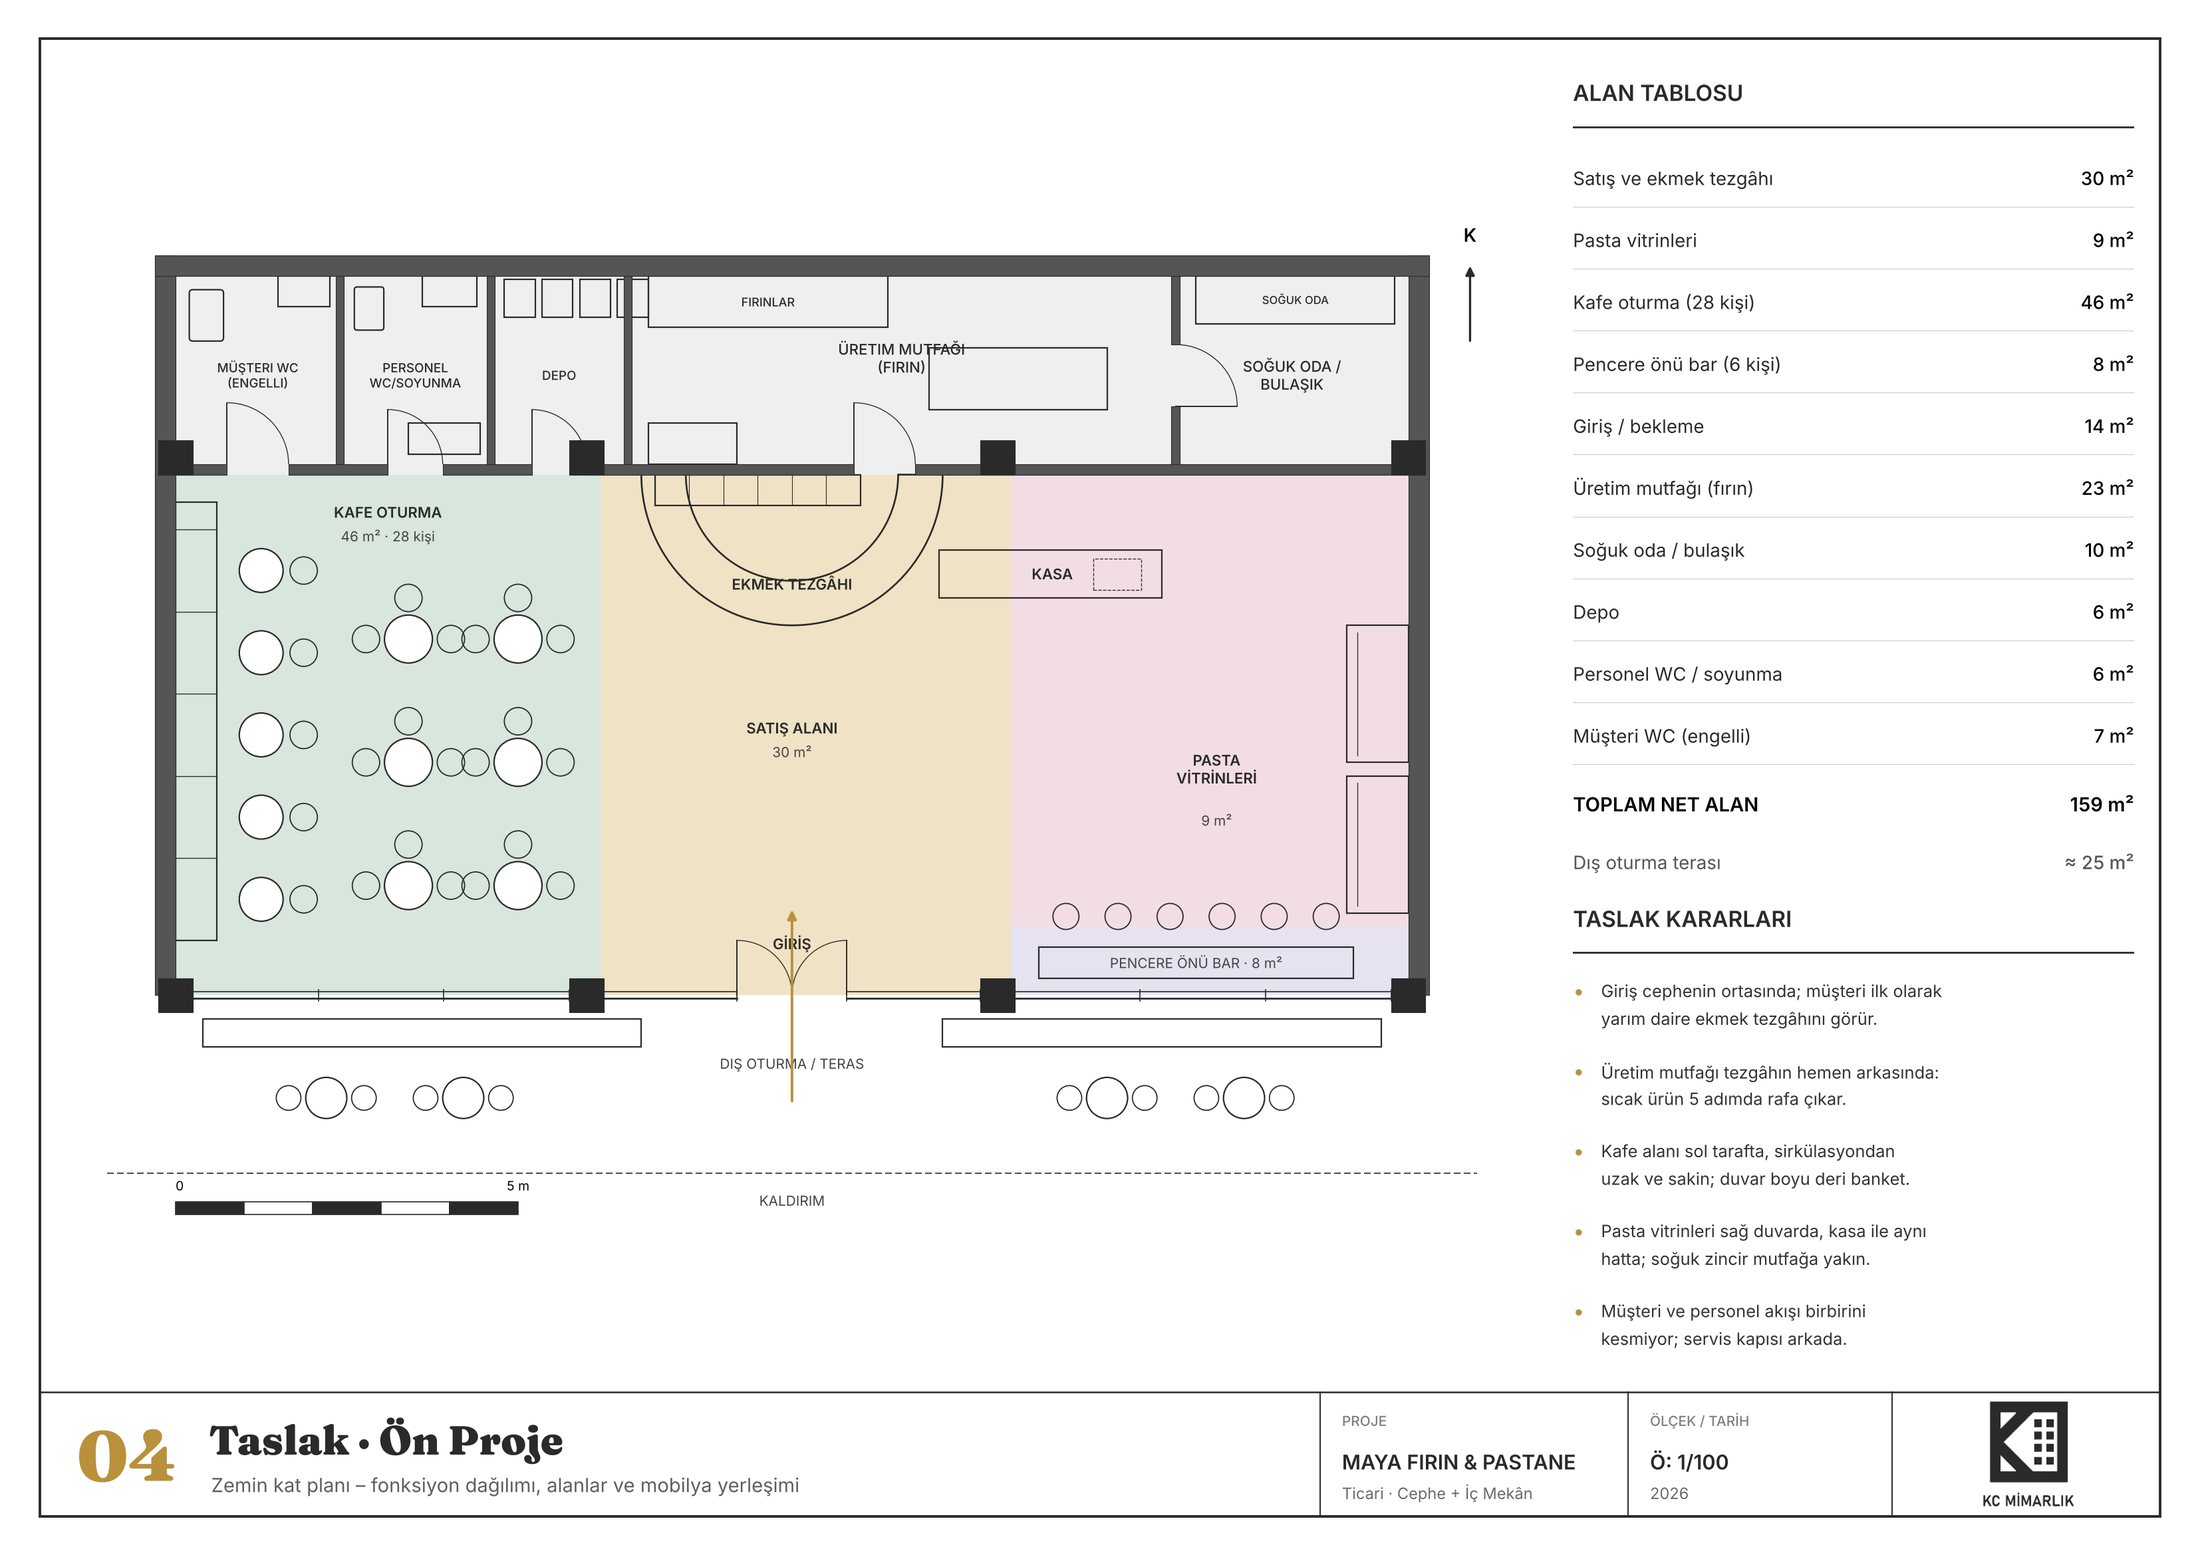 K
FIRINLAR
SOĞUK ODA
ÜRETIM MUTFAĞI
(FIRIN)
MÜŞTERI WC
(ENGELLI)
PERSONEL
WC/SOYUNMA
DEPO
SOĞUK ODA /
BULAŞIK
KAFE OTURMA
46 m² · 28 kişi
EKMEK TEZGÂHI
KASA
SATIŞ ALANI
30 m²
PASTA
VİTRİNLERİ
9 m²
GİRİŞ
PENCERE ÖNÜ BAR · 8 m²
DIŞ OTURMA / TERAS
0
5 m
KALDIRIM
ALAN TABLOSU
Satış ve ekmek tezgâhı 30 m²
Pasta vitrinleri 9 m²
Kafe oturma (28 kişi) 46 m²
Pencere önü bar (6 kişi) 8 m²
Giriş / bekleme 14 m²
Üretim mutfağı (fırın) 23 m²
Soğuk oda / bulaşık 10 m²
Depo 6 m²
Personel WC / soyunma 6 m²
Müşteri WC (engelli) 7 m²
TOPLAM NET ALAN 159 m²
Dış oturma terası ≈ 25 m²
TASLAK KARARLARI
• Giriş cephenin ortasında; müşteri ilk olarak
yarım daire ekmek tezgâhını görür.
• Üretim mutfağı tezgâhın hemen arkasında:
sıcak ürün 5 adımda rafa çıkar.
• Kafe alanı sol tarafta, sirkülasyondan
uzak ve sakin; duvar boyu deri banket.
• Pasta vitrinleri sağ duvarda, kasa ile aynı
hatta; soğuk zincir mutfağa yakın.
• Müşteri ve personel akışı birbirini
kesmiyor; servis kapısı arkada.
04
Taslak • Ön Proje
Zemin kat planı – fonksiyon dağılımı, alanlar ve mobilya yerleşimi
PROJE
MAYA FIRIN & PASTANE
Ticari · Cephe + İç Mekân
ÖLÇEK / TARİH
Ö: 1/100
2026
KC MİMARLIK